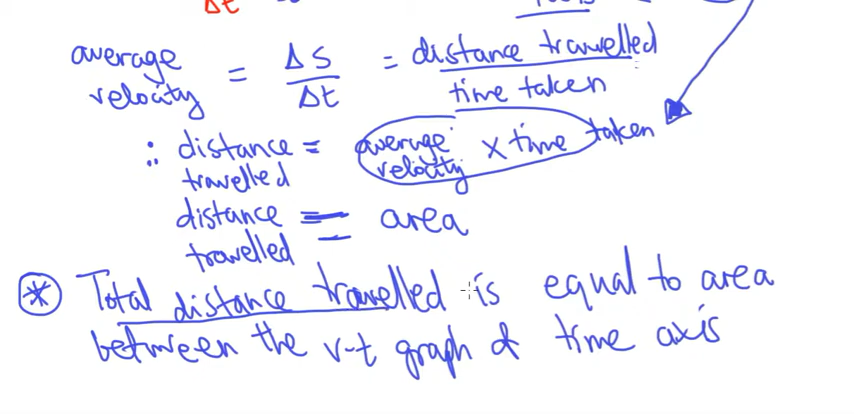 Δt
average velocity = Δs/Δt = distance travelled/time taken
∴ distance travelled = average velocity × time taken
distance travelled = area
* Total distance travelled is equal to area
between the v-t graph & time axis